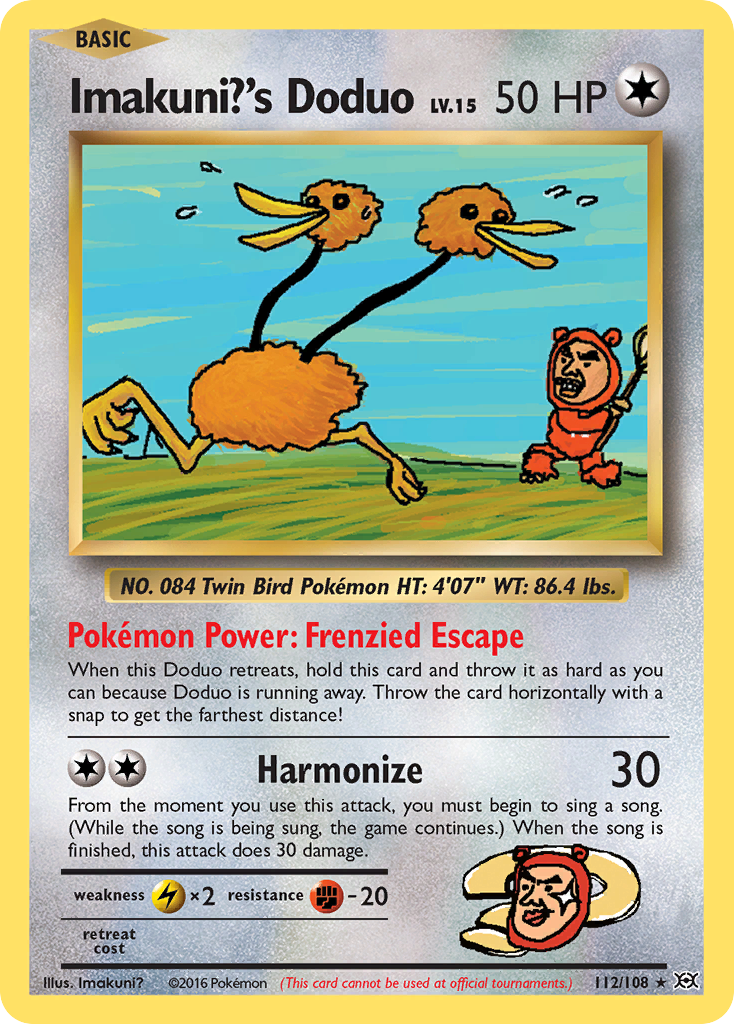 BASIC
Imakuni?'s Doduo LV.15 50 HP
NO. 084 Twin Bird Pokémon HT: 4'07" WT: 86.4 lbs.
Pokémon Power: Frenzied Escape
When this Doduo retreats, hold this card and throw it as hard as you
can because Doduo is running away. Throw the card horizontally with a
snap to get the farthest distance!
Harmonize 30
From the moment you use this attack, you must begin to sing a song.
(While the song is being sung, the game continues.) When the song is
finished, this attack does 30 damage.
weakness ×2 resistance -20
retreat
cost
Illus. Imakuni? ©2016 Pokémon (This card cannot be used at official tournaments.) 112/108 ★